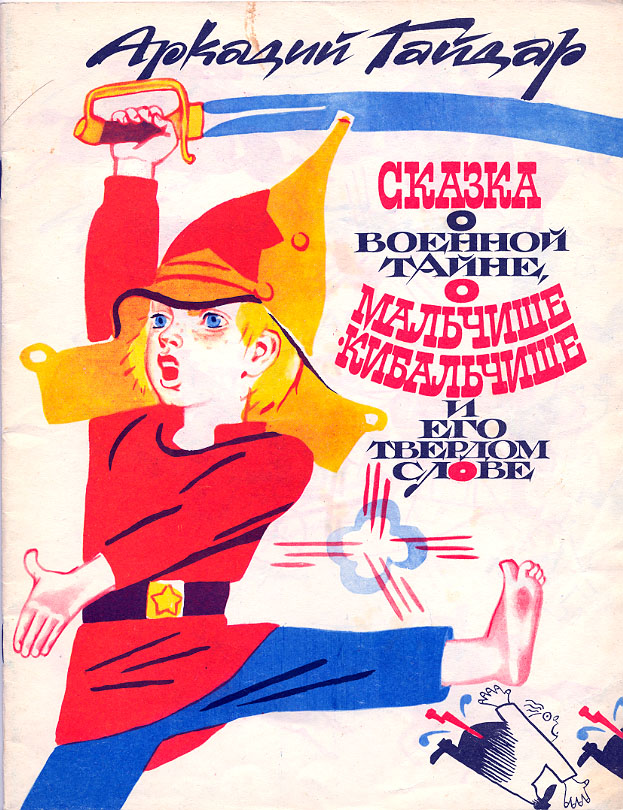 Аркадий Гайдар
СКАЗКА
О
ВОЕННОЙ
ТАЙНЕ,
О
МАЛЬЧИШЕ
-КИБАЛЬЧИШЕ
И
ЕГО
ТВЕРДОМ
СЛОВЕ